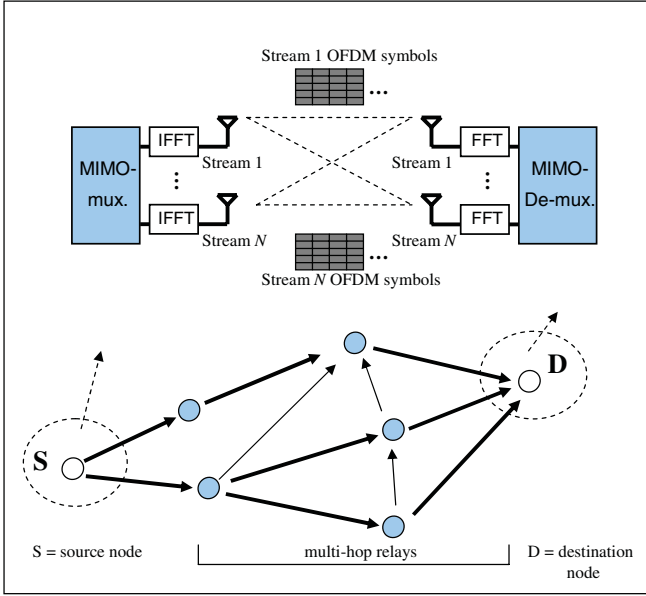 Stream 1 OFDM symbols
...
IFFT
FFT
MIMO-
mux.
Stream 1
Stream 1
MIMO-
De-mux.
...
...
IFFT
FFT
Stream N
Stream N
...
Stream N OFDM symbols
D
S
S = source node
multi-hop relays
D = destination
node